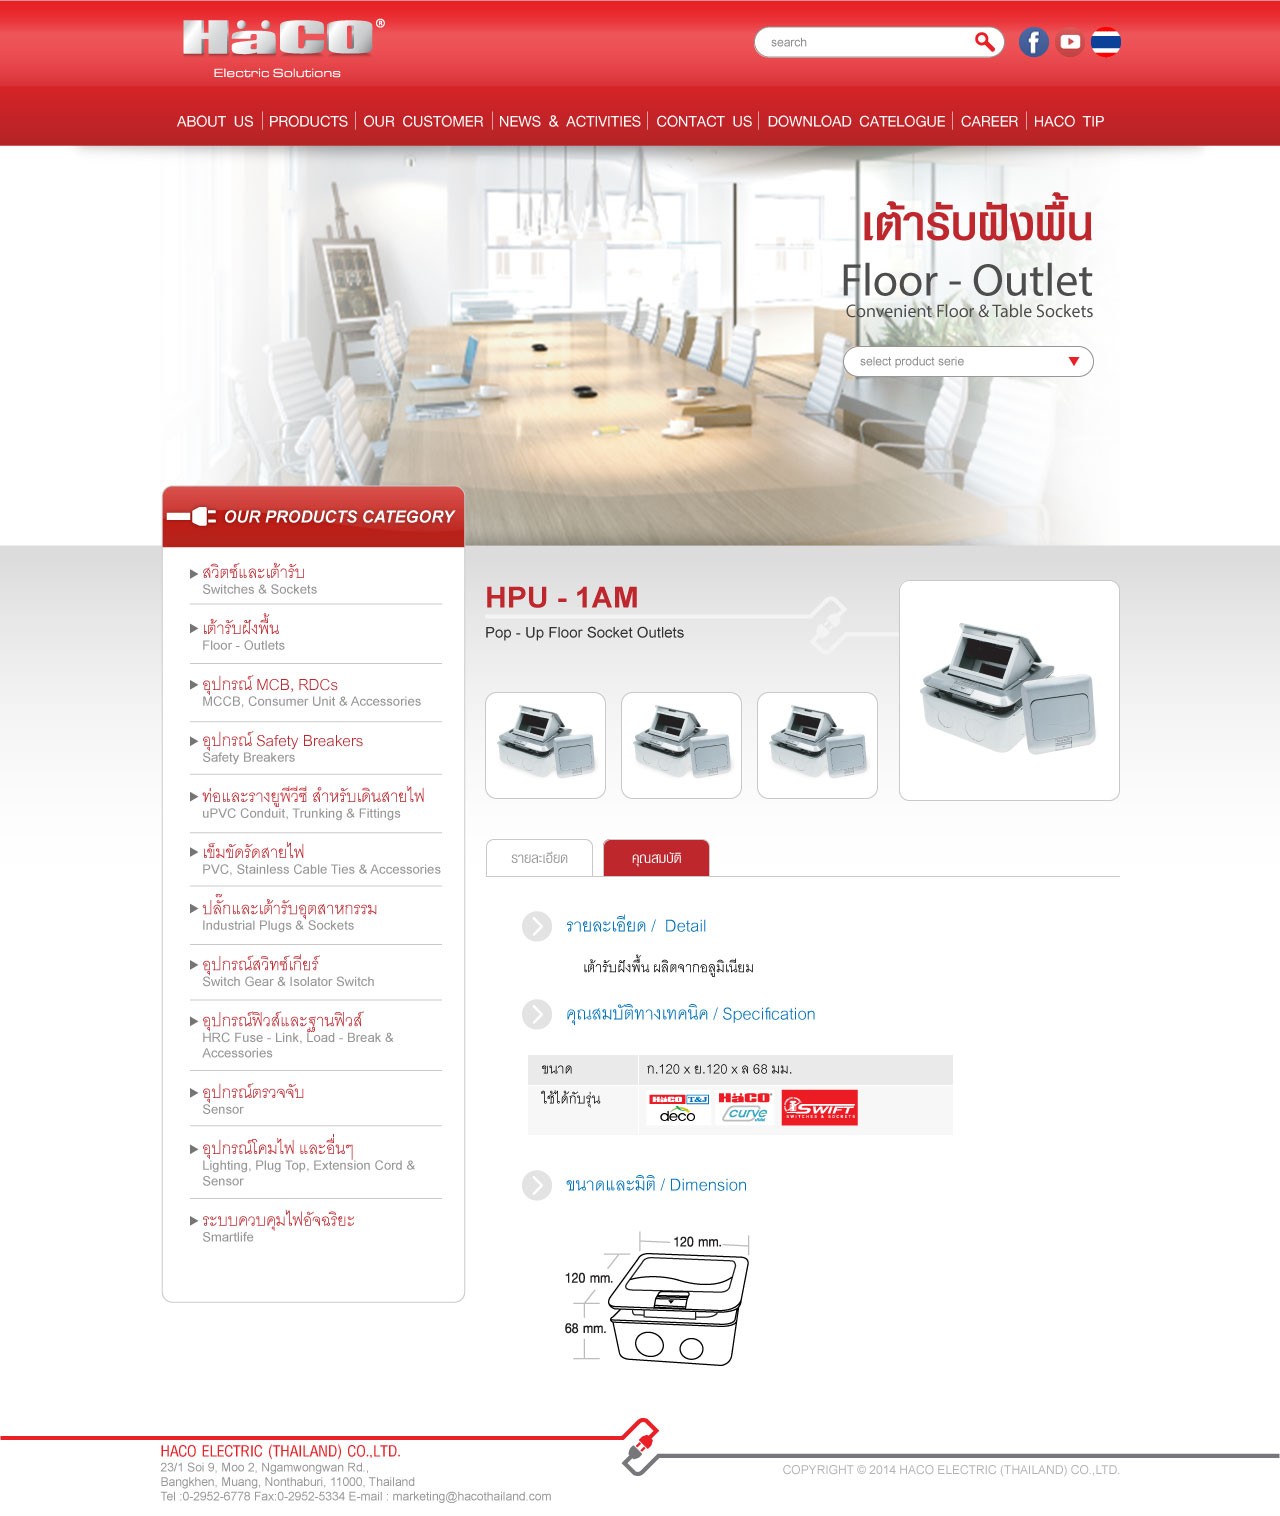 HäCO®
Electric Solutions
search
ABOUT US
PRODUCTS
OUR CUSTOMER
NEWS & ACTIVITIES
CONTACT US
DOWNLOAD CATELOGUE
CAREER
HACO TIP
เต้ารับฝังพื้น
Floor - Outlet
Convenient Floor & Table Sockets
select product serie
OUR PRODUCTS CATEGORY
สวิตซ์และเต้ารับ
Switches & Sockets
เต้ารับฝังพื้น
Floor - Outlets
อุปกรณ์ MCB, RDCs
MCCB, Consumer Unit & Accessories
อุปกรณ์ Safety Breakers
Safety Breakers
ท่อและรางยูพีวีซี สำหรับเดินสายไฟ
uPVC Conduit, Trunking & Fittings
เข็มขัดรัดสายไฟ
PVC, Stainless Cable Ties & Accessories
ปลั๊กและเต้ารับอุตสาหกรรม
Industrial Plugs & Sockets
อุปกรณ์สวิทซ์เกียร์
Switch Gear & Isolator Switch
อุปกรณ์ฟิวส์และฐานฟิวส์
HRC Fuse - Link, Load - Break &
Accessories
อุปกรณ์ตรวจจับ
Sensor
อุปกรณ์โคมไฟ และอื่นๆ
Lighting, Plug Top, Extension Cord &
Sensor
ระบบควบคุมไฟอัจฉริยะ
Smartlife
HPU - 1AM
Pop - Up Floor Socket Outlets
รายละเอียด
คุณสมบัติ
รายละเอียด / Detail
เต้ารับฝังพื้น ผลิตจากอลูมิเนียม
คุณสมบัติทางเทคนิค / Specification
ขนาด
ก.120 x ย.120 x ล 68 มม.
ใช้ได้กับรุ่น
HäCO T&J
deco
HäCO
curve
SWIFT
SWITCHES & SOCKETS
ขนาดและมิติ / Dimension
120 mm.
120 mm.
68 mm.
HACO ELECTRIC (THAILAND) CO.,LTD.
23/1 Soi 9, Moo 2, Ngamwongwan Rd.,
Bangkhen, Muang, Nonthaburi, 11000, Thailand
Tel :0-2952-6778 Fax:0-2952-5334 E-mail : marketing@hacothailand.com
COPYRIGHT © 2014 HACO ELECTRIC (THAILAND) CO.,LTD.